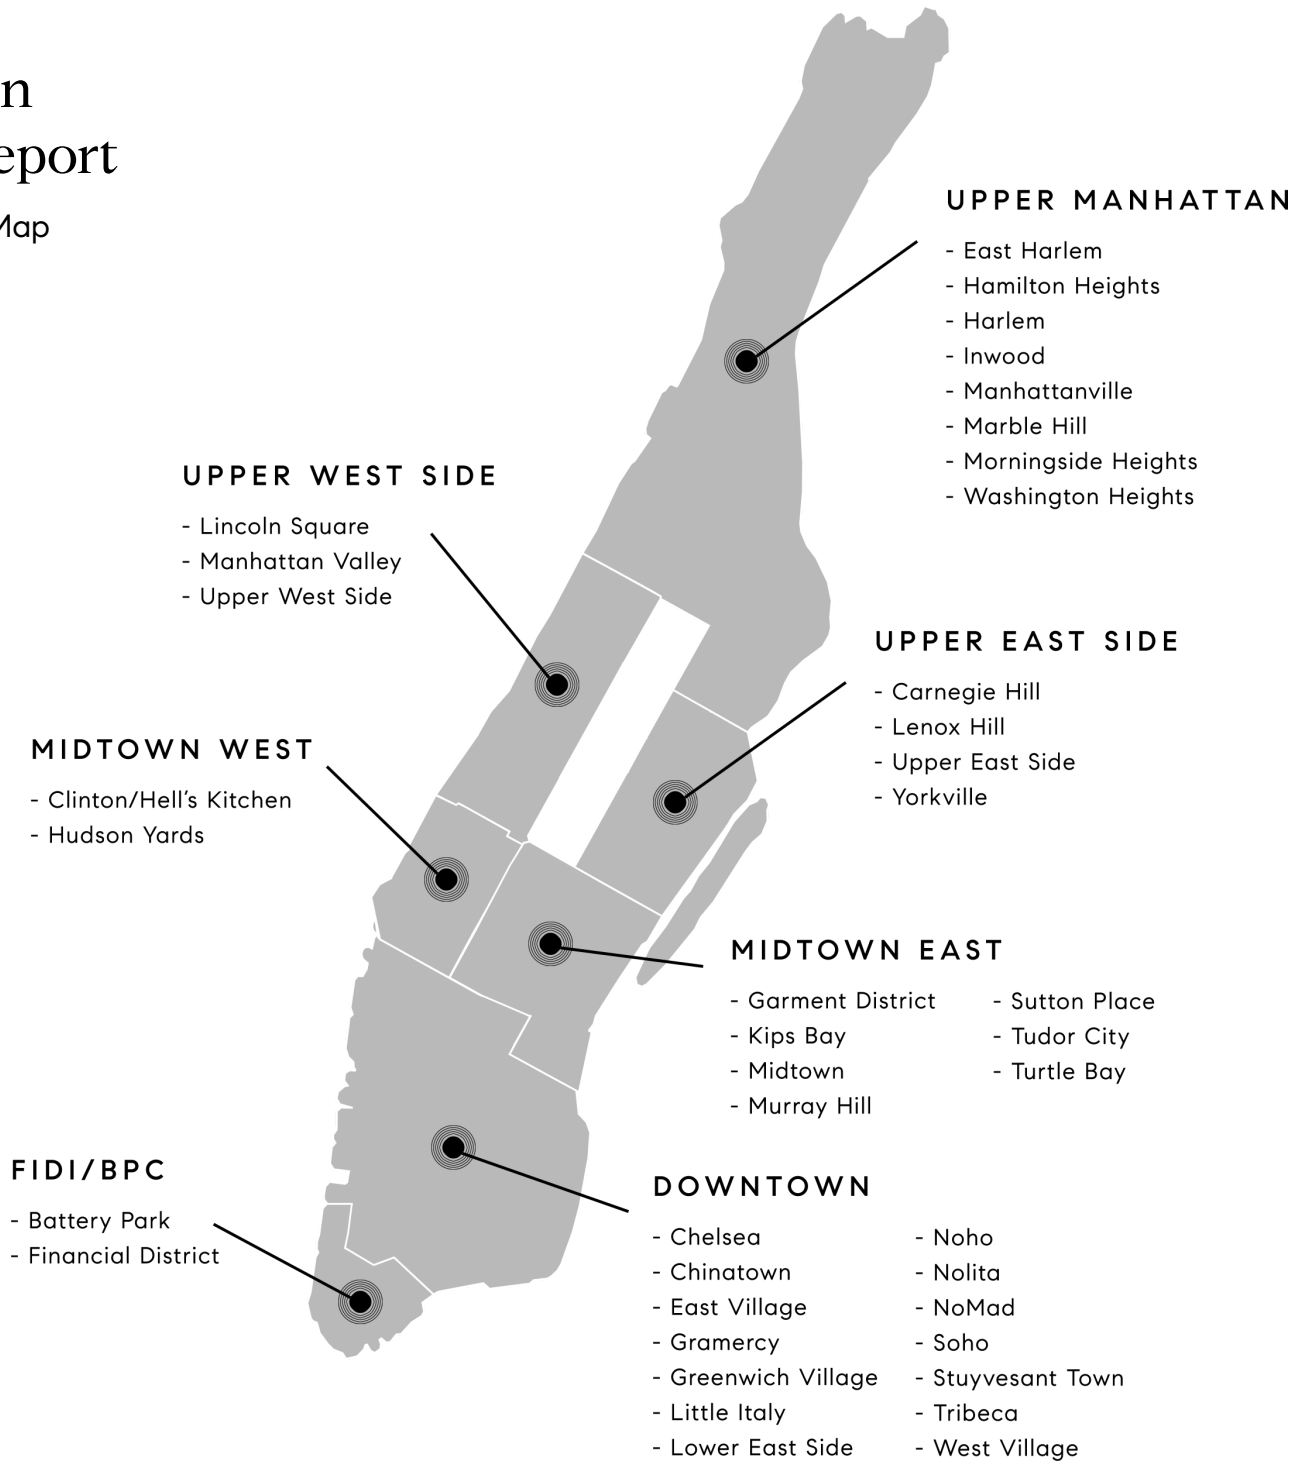 UPPER MANHATTAN
- East Harlem
- Hamilton Heights
- Harlem
- Inwood
- Manhattanville
- Marble Hill
- Morningside Heights
- Washington Heights
UPPER WEST SIDE
- Lincoln Square
- Manhattan Valley
- Upper West Side
UPPER EAST SIDE
- Carnegie Hill
- Lenox Hill
- Upper East Side
- Yorkville
MIDTOWN WEST
- Clinton/Hell’s Kitchen
- Hudson Yards
MIDTOWN EAST
- Garment District
- Kips Bay
- Midtown
- Murray Hill
- Sutton Place
- Tudor City
- Turtle Bay
FIDI/BPC
- Battery Park
- Financial District
DOWNTOWN
- Chelsea
- Chinatown
- East Village
- Gramercy
- Greenwich Village
- Little Italy
- Lower East Side
- Noho
- Nolita
- NoMad
- Soho
- Stuyvesant Town
- Tribeca
- West Village